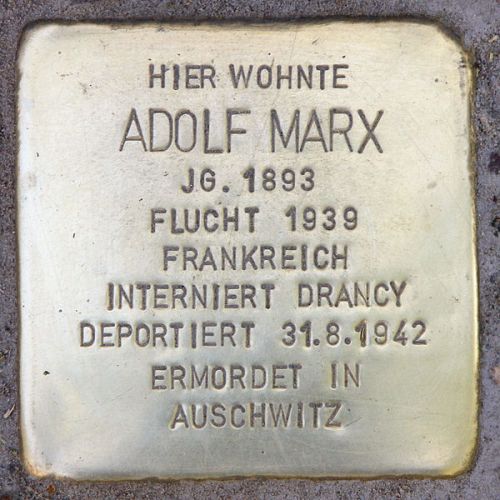 HIER WOHNTE
ADOLF MARX
JG. 1893
FLUCHT 1939
FRANKREICH
INTERNIERT DRANCY
DEPORTIERT 31.8.1942
ERMORDET IN
AUSCHWITZ